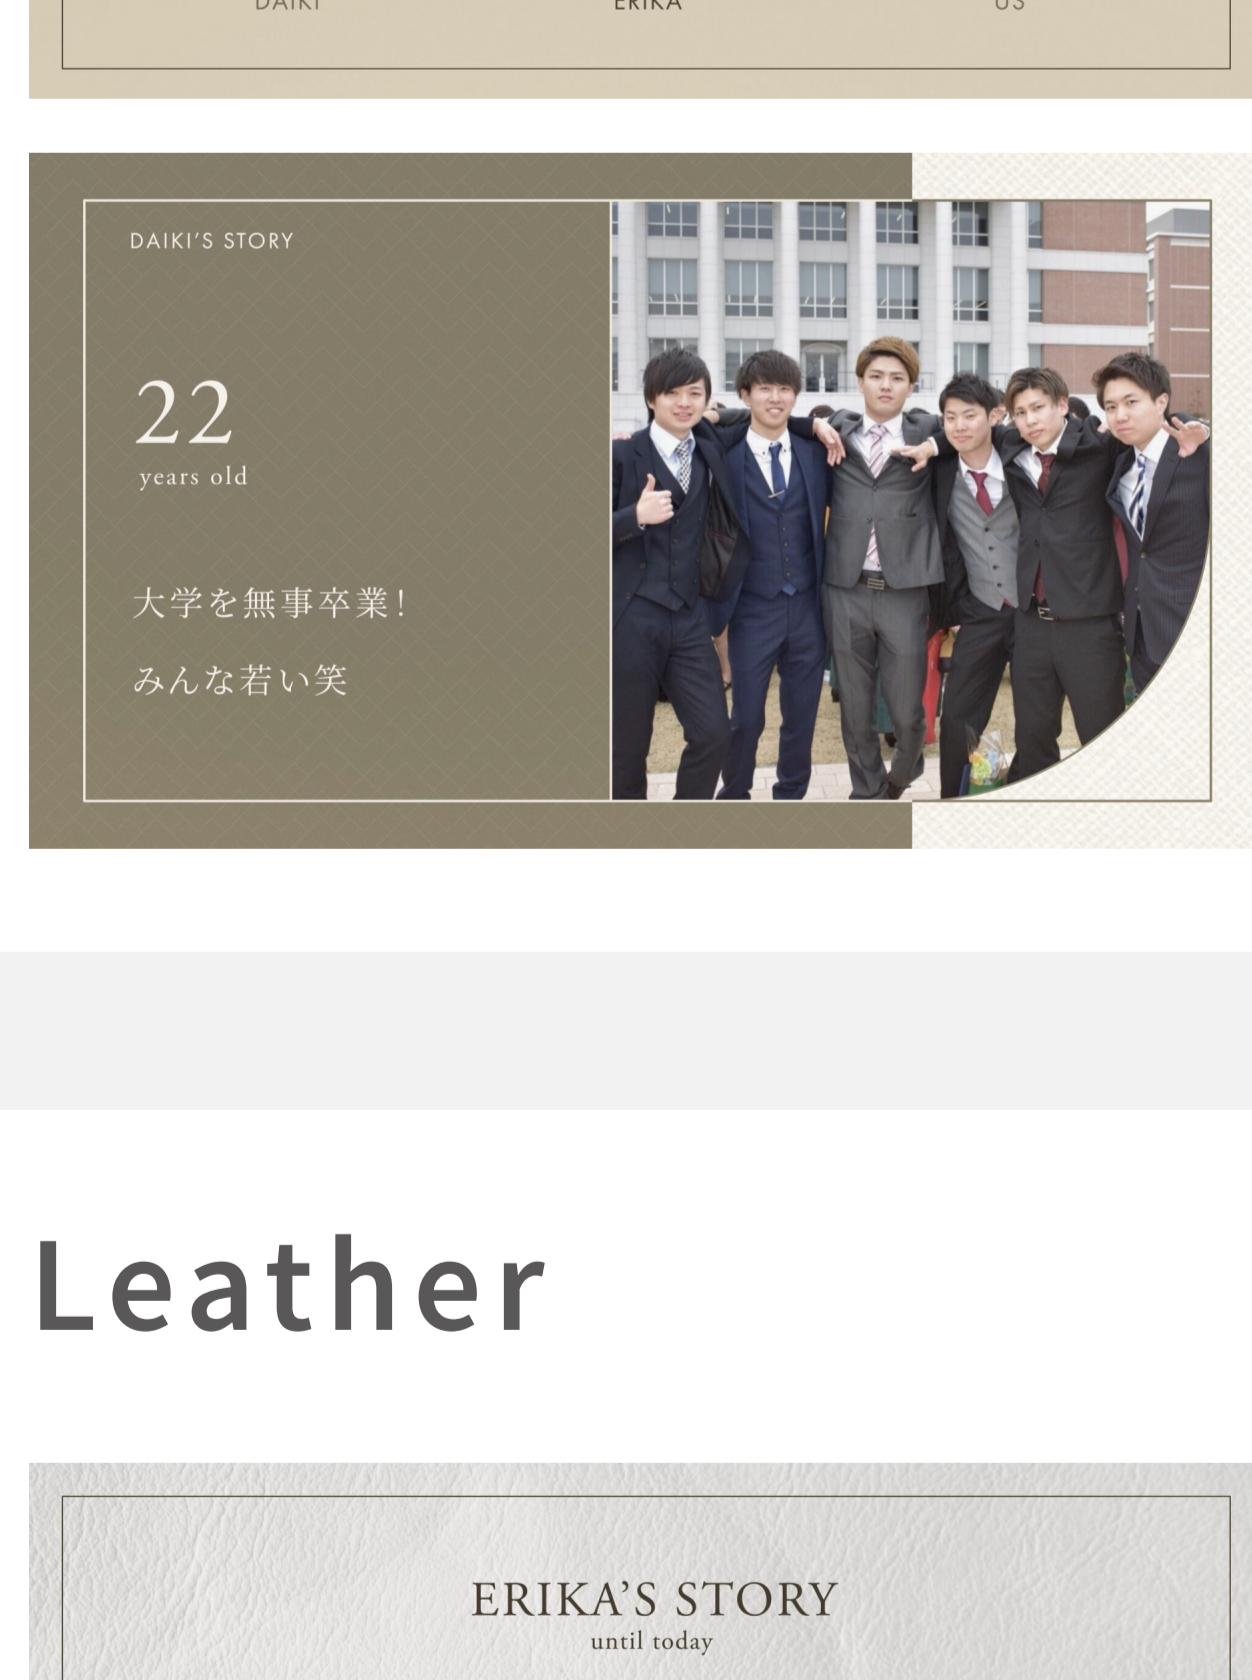 DAIKI
ERIKA
US
DAIKI'S STORY
22
years old
大学を無事卒業!
みんな若い笑
Leather
ERIKA'S STORY
until today